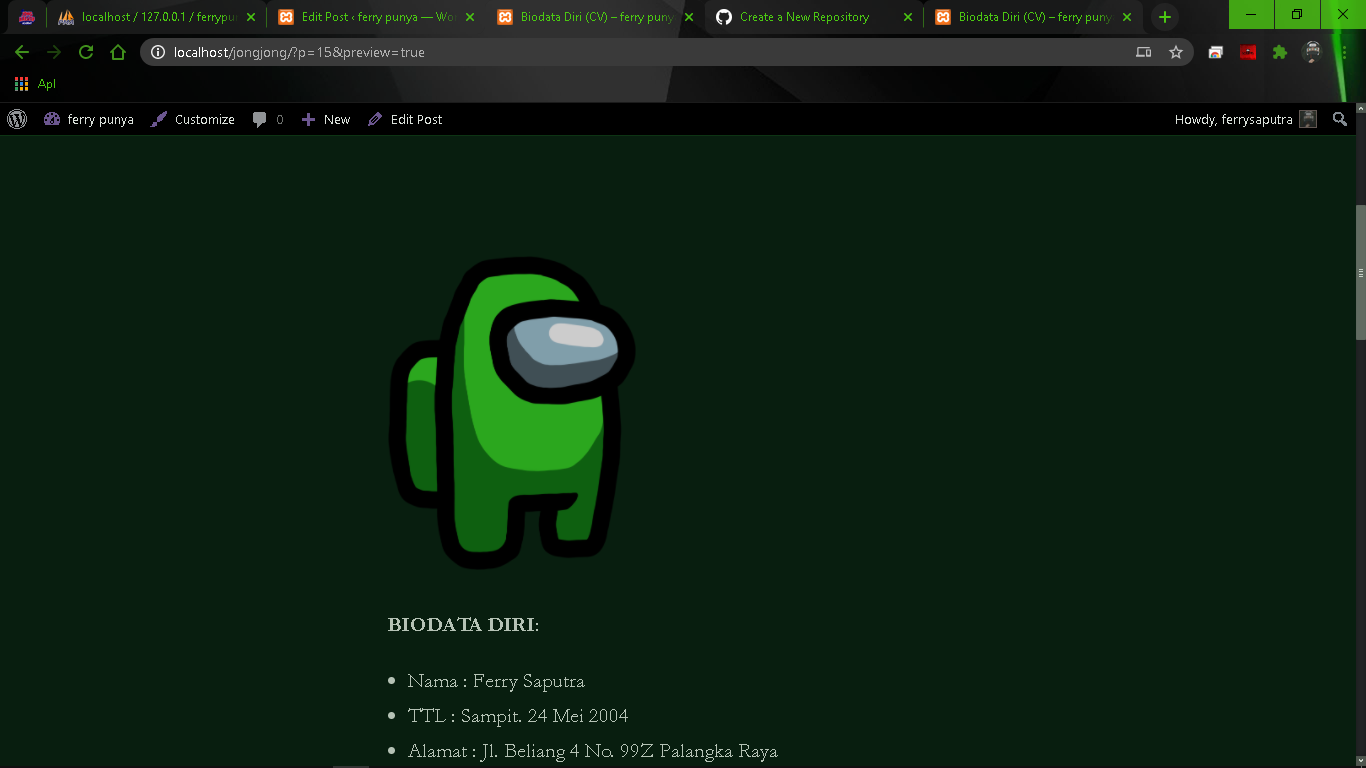 localhost / 127.0.0.1 / ferrypu
Edit Post ‹ ferry punya — Wo
Biodata Diri (CV) – ferry puny
Create a New Repository
Biodata Diri (CV) – ferry puny
localhost/jongjong/?p=15&preview=true
Apl
ferry punya
Customize
0
New
Edit Post
Howdy, ferrysaputra
BIODATA DIRI:
Nama : Ferry Saputra
TTL : Sampit. 24 Mei 2004
Alamat : Jl. Beliang 4 No. 99Z Palangka Raya